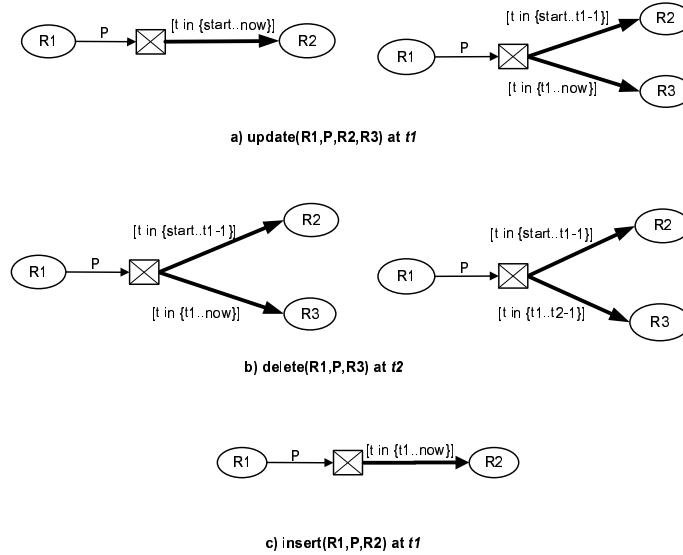 [t in {start..now}]
R1
P
R2
[t in {start..t1-1}]
R2
R1
P
[t in {t1..now}]
R3
a) update(R1,P,R2,R3) at t1
[t in {start..t1-1}]
R2
R1
P
[t in {t1..now}]
R3
[t in {start..t1-1}]
R2
R1
P
[t in {t1..t2-1}]
R3
b) delete(R1,P,R3) at t2
R1
P
[t in {t1..now}]
R2
c) insert(R1,P,R2) at t1